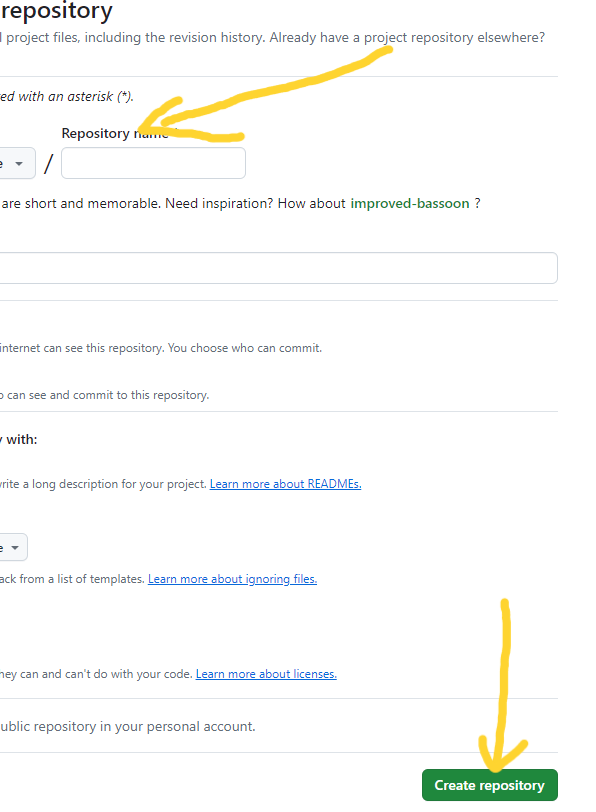 repository
project files, including the revision history. Already have a project repository elsewhere?
ed with an asterisk (*).
Repository name
e / 
are short and memorable. Need inspiration? How about improved-bassoon ?
internet can see this repository. You choose who can commit.
o can see and commit to this repository.
y with:
write a long description for your project. Learn more about READMEs.
e
ack from a list of templates. Learn more about ignoring files.
hey can and can't do with your code. Learn more about licenses.
ublic repository in your personal account.
Create repository